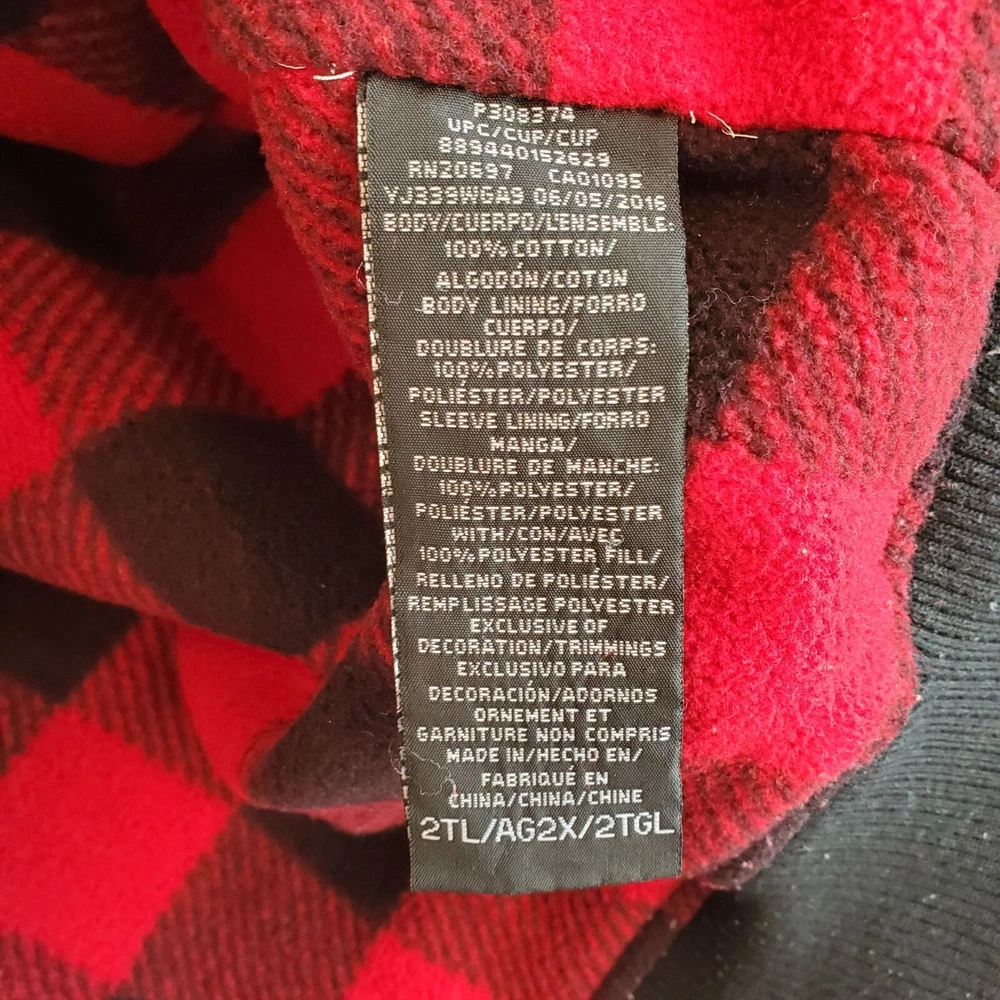 P308374
UPC/CUP/CUP
889440152629
RN20697 CA01095
YJ333W6A9 06/05/2016
BODY/CUERPO/LENSEMBLE:
100% COTTON/
ALGODÓN/COTON
BODY LINING/FORRO
CUERPO/
DOUBLURE DE CORPS:
100% POLYESTER/
POLIÉSTER/POLYESTER
SLEEVE LINING/FORRO
MANGA/
DOUBLURE DE MANCHE:
100% POLYESTER/
POLIÉSTER/POLYESTER
WITH/CON/AVEC
100% POLYESTER FILL/
RELLENO DE POLIÉSTER/
REMPLISSAGE POLYESTER
EXCLUSIVE OF
DECORATION/TRIMMINGS
EXCLUSIVO PARA
DECORACIÓN/ADORNOS
ORNEMENT ET
GARNITURE NON COMPRIS
MADE IN/HECHO EN/
FABRIQUÉ EN
CHINA/CHINA/CHINE
2TL/AG2X/2TGL